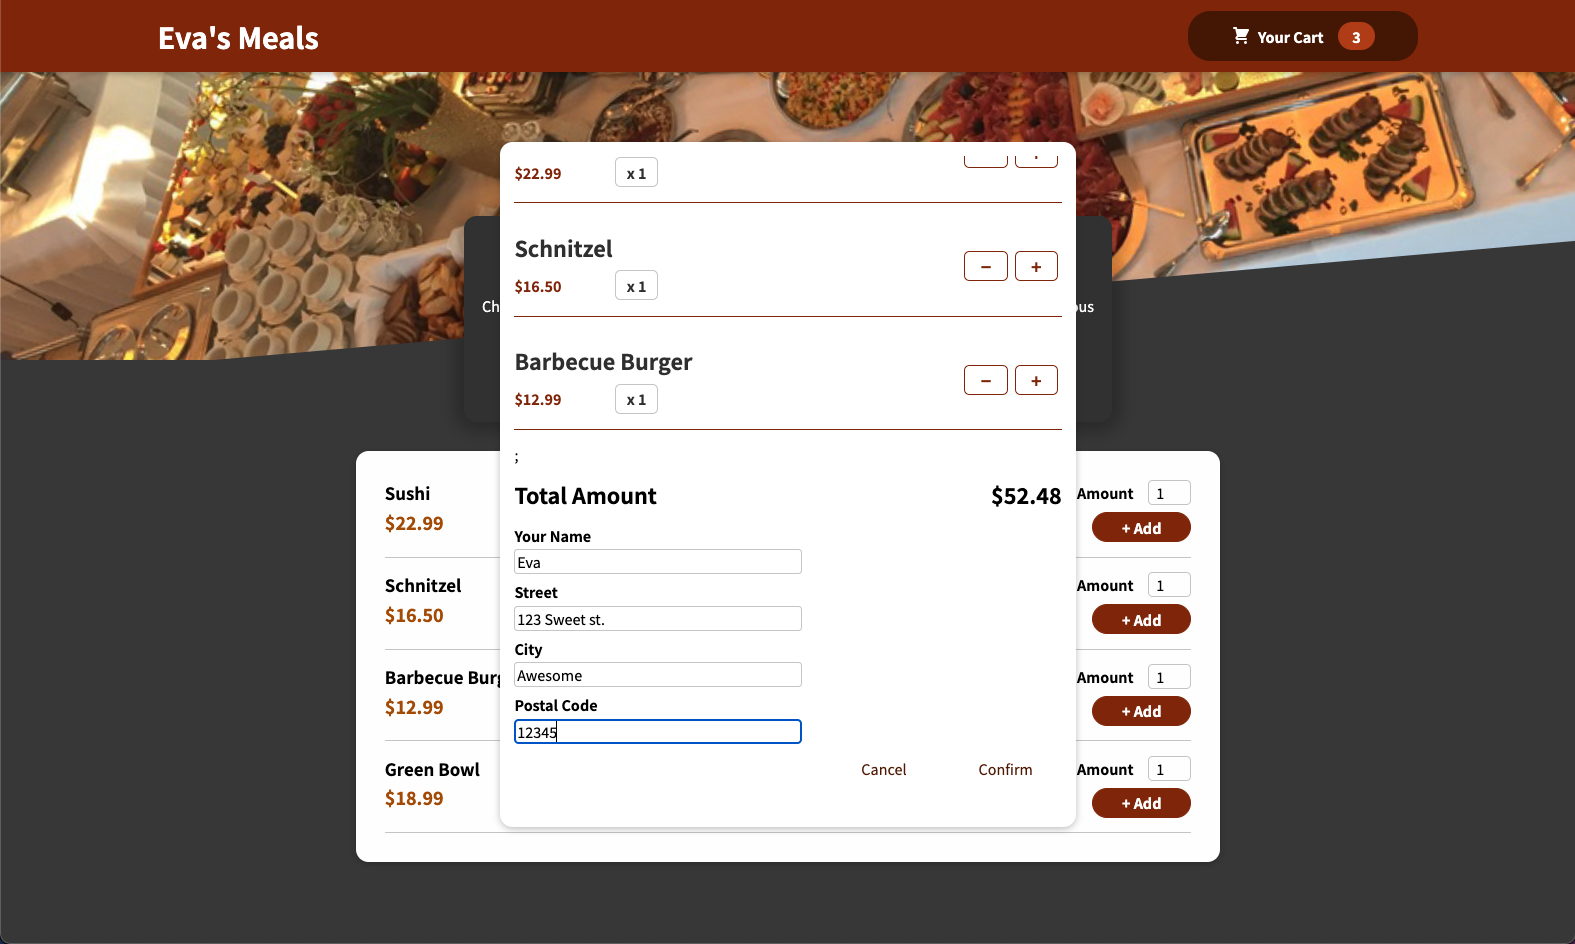 Eva's Meals
Your Cart 3
$22.99 x 1
Schnitzel
$16.50 x 1 − +
Ch
ous
Barbecue Burger
$12.99 x 1 − +
;
Total Amount $52.48
Your Name
Eva
Street
123 Sweet st.
City
Awesome
Postal Code
12345
Cancel Confirm
Sushi
$22.99
Amount 1
+ Add
Schnitzel
$16.50
Amount 1
+ Add
Barbecue Burg
$12.99
Amount 1
+ Add
Green Bowl
$18.99
Amount 1
+ Add